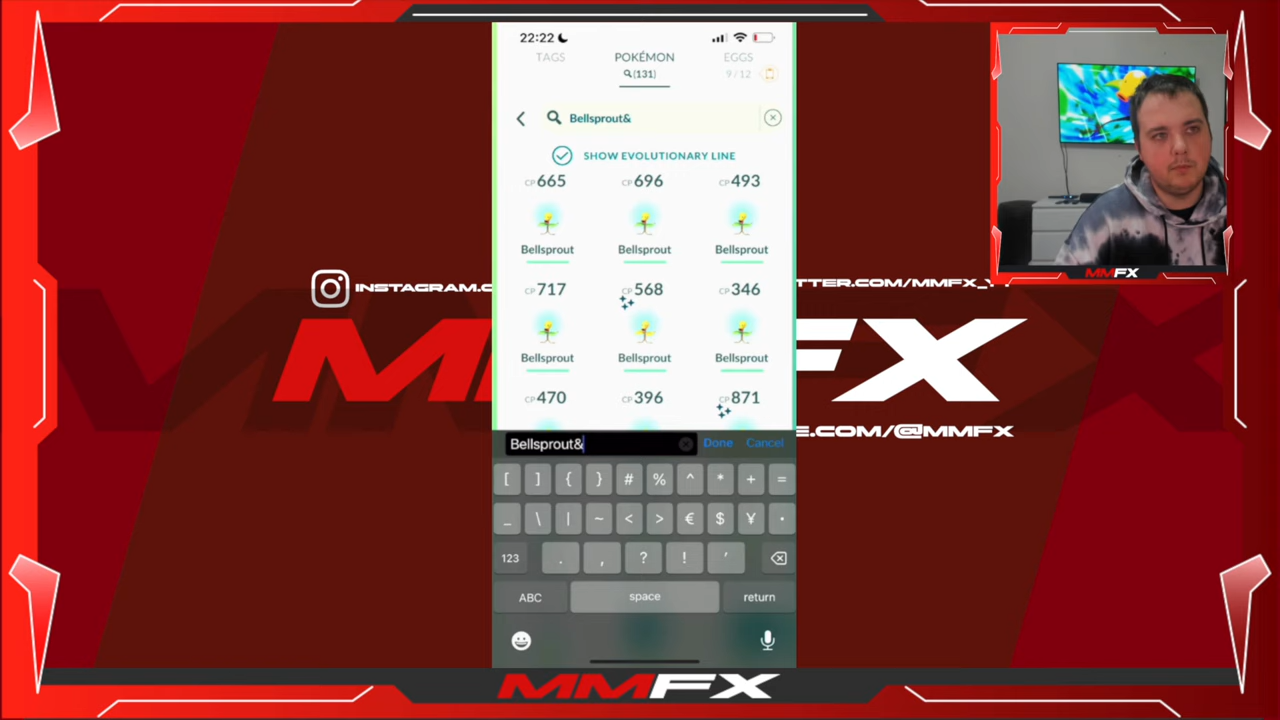 22:22
TAGS POKÉMON EGGS
(131) 9/12
Bellsprout&
SHOW EVOLUTIONARY LINE
CP665 CP696 CP493
Bellsprout Bellsprout Bellsprout
CP717 CP568 CP346
Bellsprout Bellsprout Bellsprout
CP470 CP396 CP871
Bellsprout& Done Cancel
[ ] { } # % ^ * + =
_ \ | ~ < > € $ ¥ •
123 . , ? ! ’
ABC space return
INSTAGRAM.C
TTER.COM/MMFX_
FX
E.COM/@MMFX
MMFX
MMFX